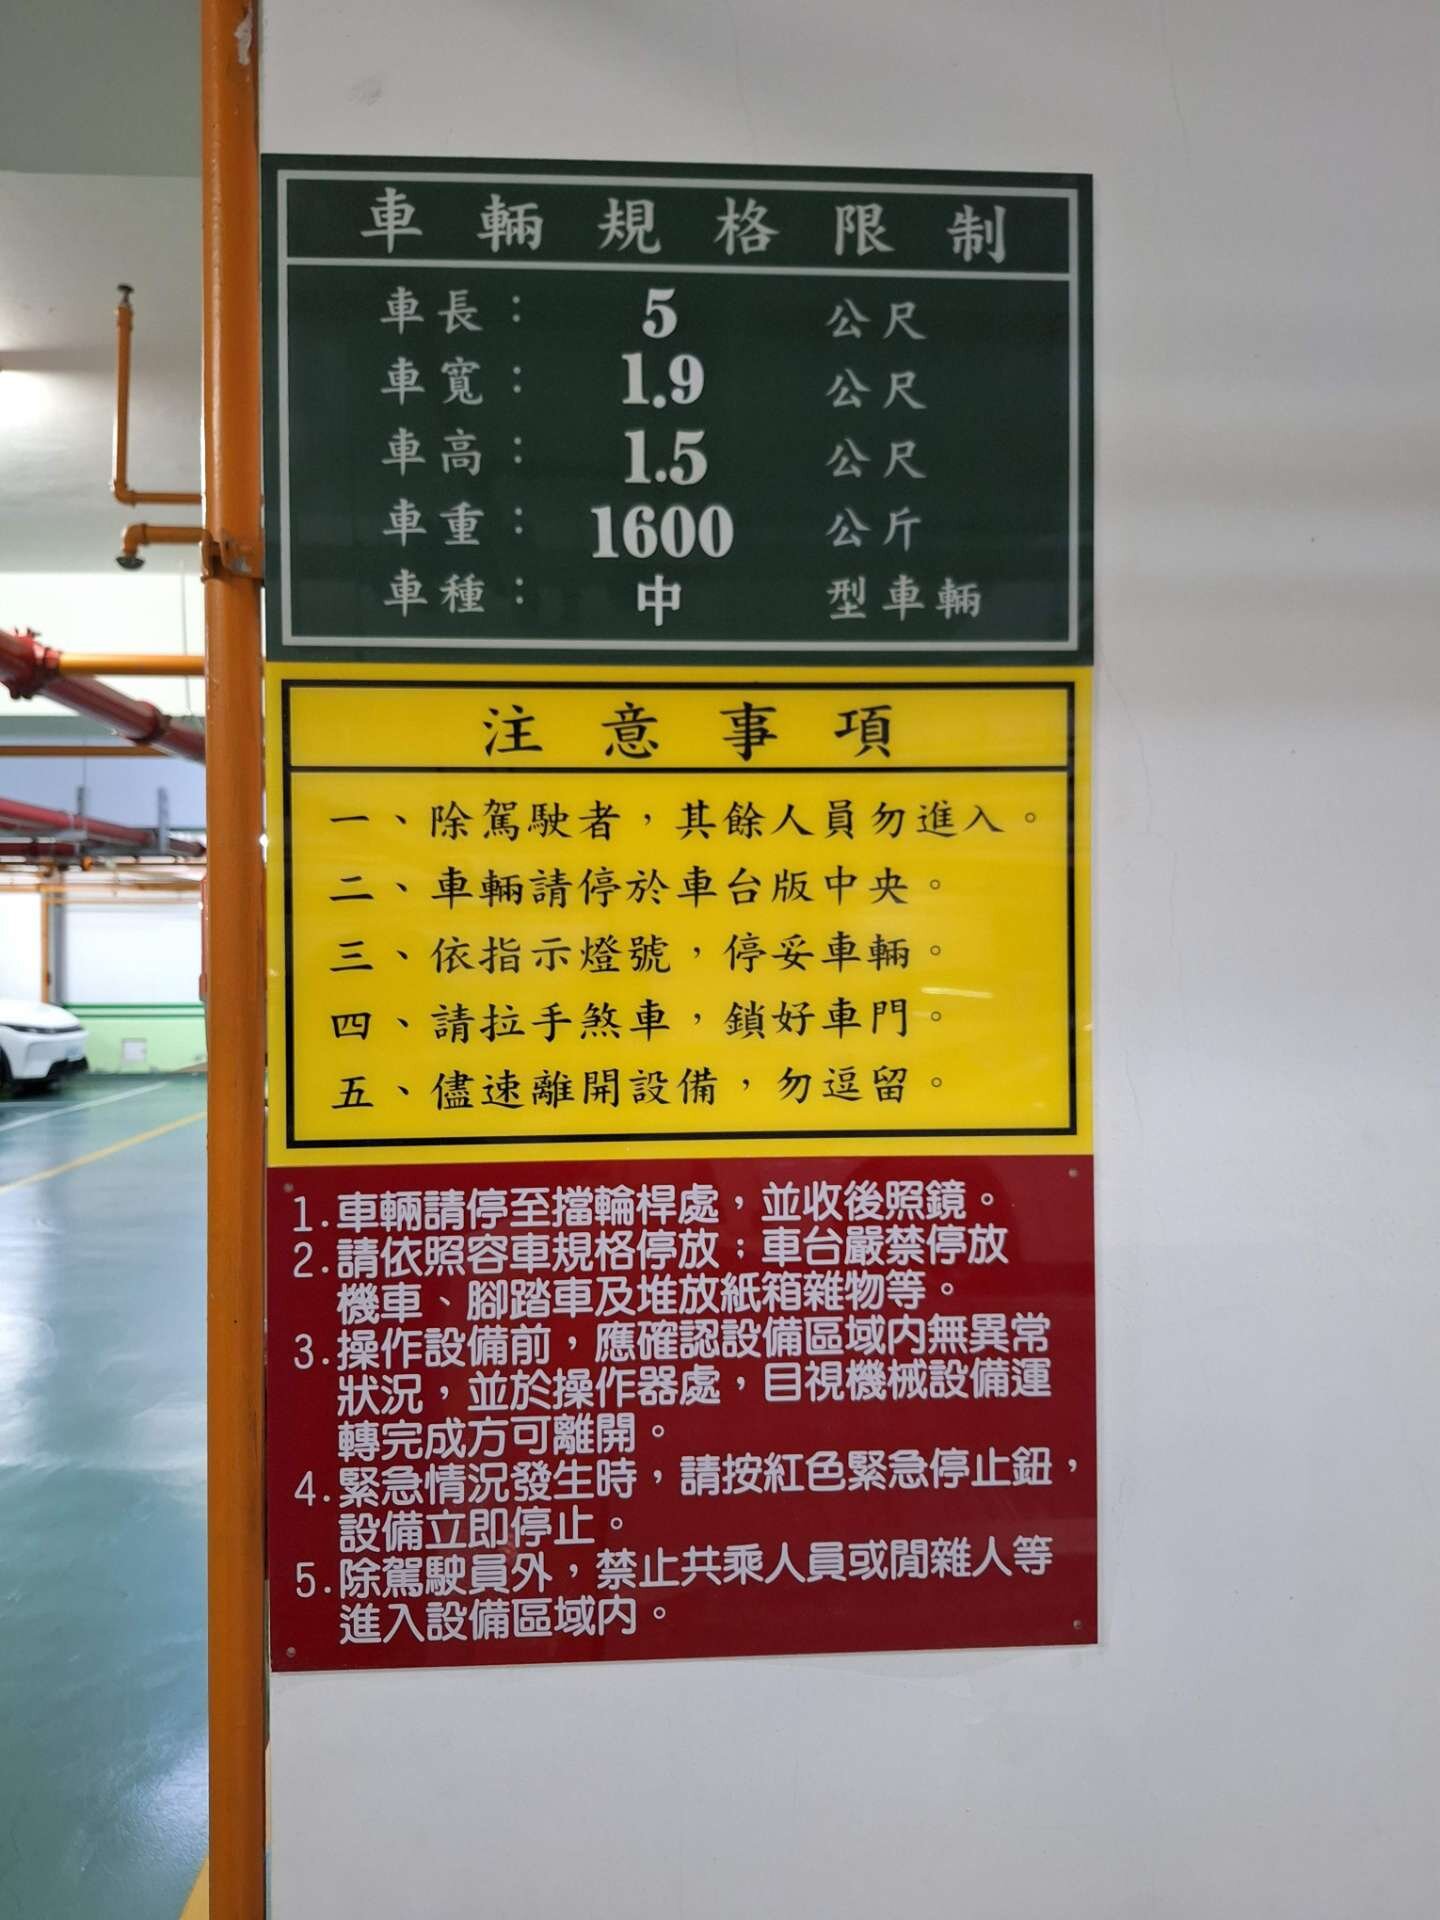 車輛規格限制
車長： 5 公尺
車寬： 1.9 公尺
車高： 1.5 公尺
車重： 1600 公斤
車種： 中 型車輛
注意事項
一、除駕駛者，其餘人員勿進入。
二、車輛請停於車台版中央。
三、依指示燈號，停妥車輛。
四、請拉手煞車，鎖好車門。
五、儘速離開設備，勿逗留。
1.車輛請停至擋輪桿處，並收後照鏡。
2.請依照容車規格停放；車台嚴禁停放
機車、腳踏車及堆放紙箱雜物等。
3.操作設備前，應確認設備區域內無異常
狀況，並於操作器處，目視機械設備運
轉完成方可離開。
4.緊急情況發生時，請按紅色緊急停止鈕，
設備立即停止。
5.除駕駛員外，禁止共乘人員或閒雜人等
進入設備區域內。